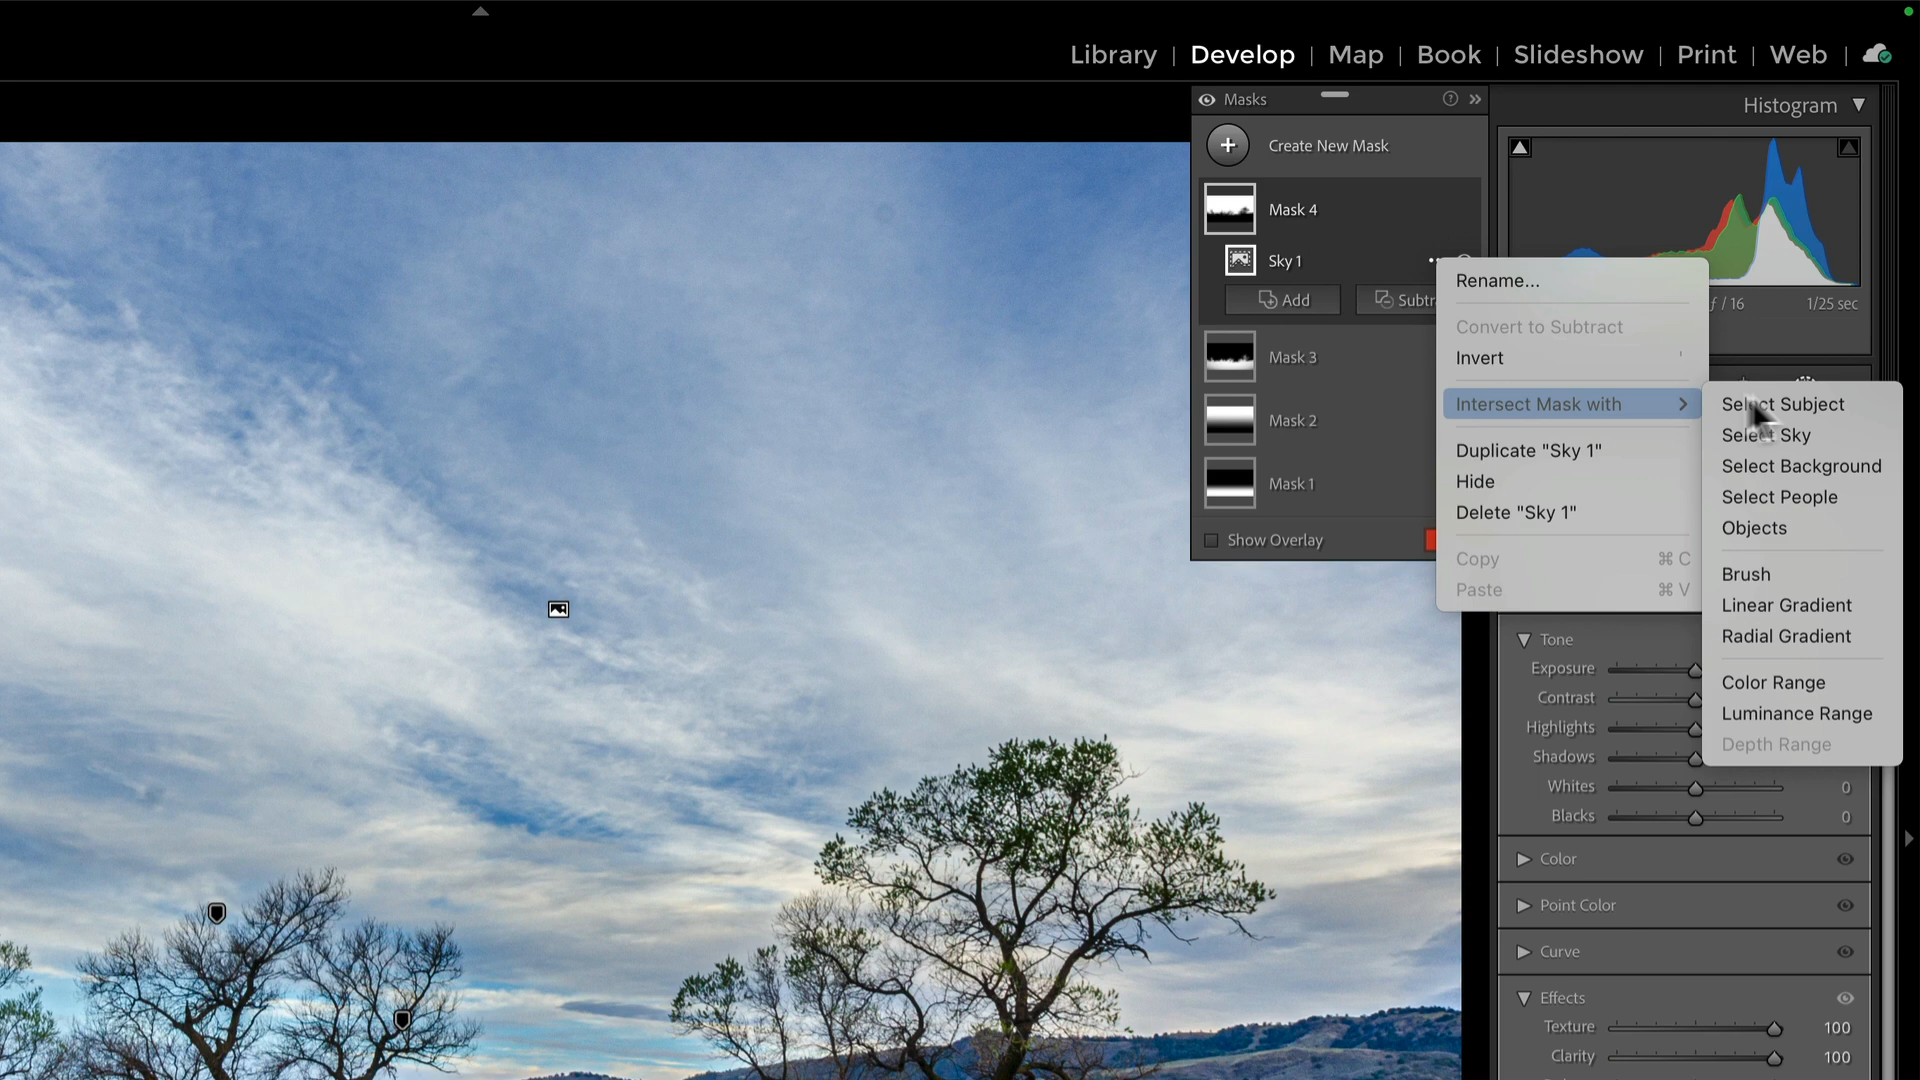 Library | Develop | Map | Book | Slideshow | Print | Web |
Masks
Histogram
Create New Mask
Mask 4
Sky 1
Add
Subtr
Mask 3
Mask 2
Mask 1
Show Overlay
f / 16
1/25 sec
Rename...
Convert to Subtract
Invert '
Intersect Mask with
Duplicate "Sky 1"
Hide
Delete "Sky 1"
Copy ⌘ C
Paste ⌘ V
Select Subject
Select Sky
Select Background
Select People
Objects
Brush
Linear Gradient
Radial Gradient
Color Range
Luminance Range
Depth Range
Tone
Exposure
Contrast
Highlights
Shadows
Whites 0
Blacks 0
Color
Point Color
Curve
Effects
Texture 100
Clarity 100